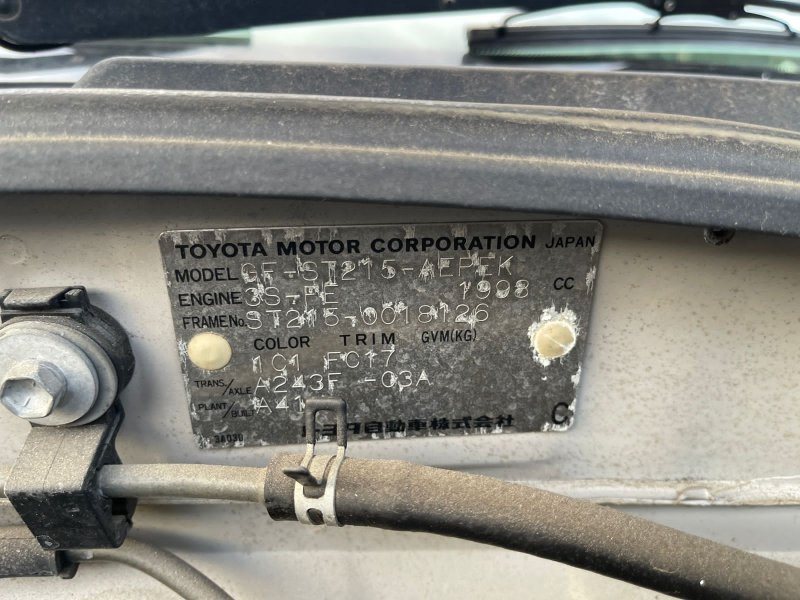 TOYOTA MOTOR CORPORATION JAPAN
MODEL GF-ST215-AEPEK
ENGINE 3S-FE 1998 CC
FRAME No. ST215-0018126
COLOR TRIM GVM(KG)
1C1 FC17
TRANS./AXLE A243F -03A
PLANT/BUILT A41
トヨタ自動車株式会社 C